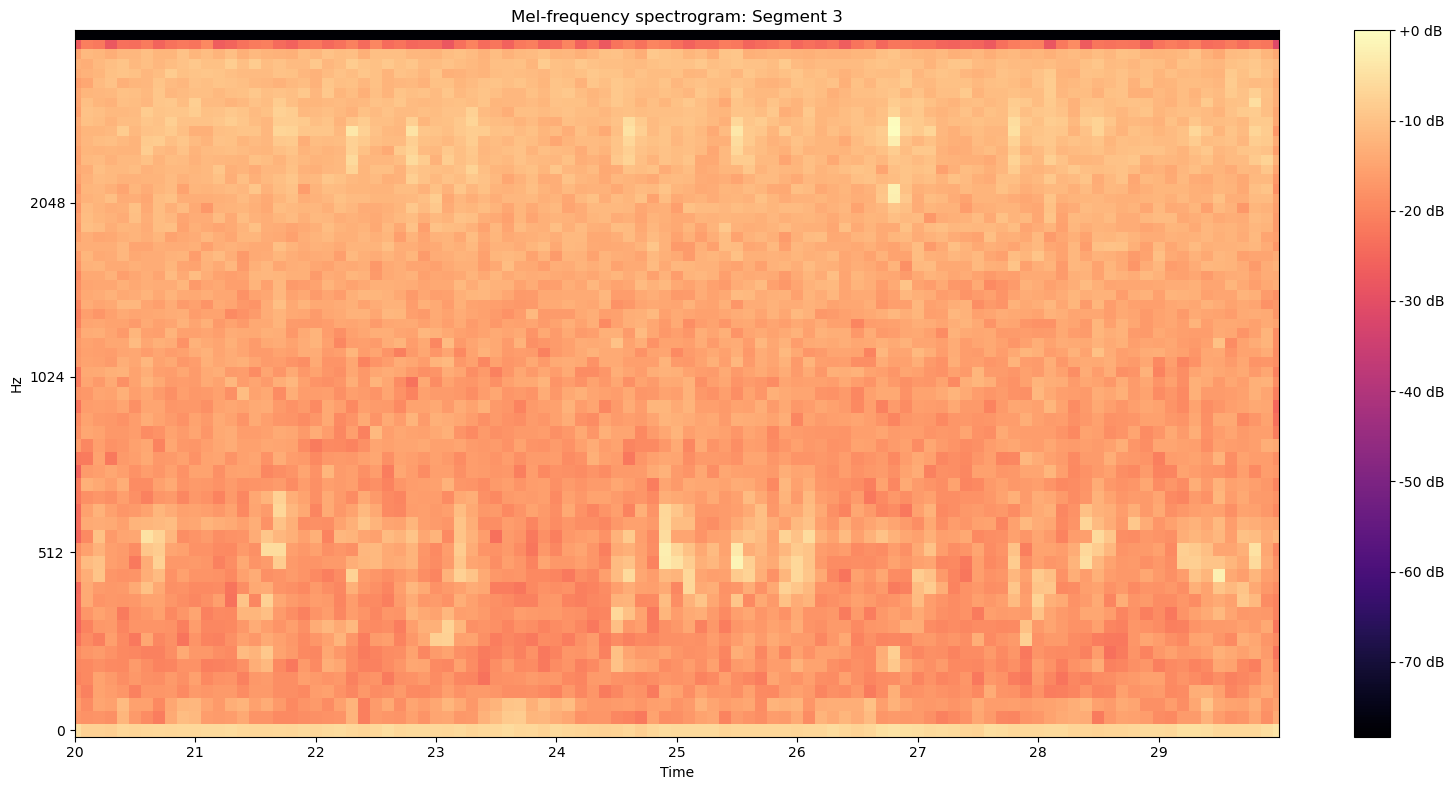 Mel-frequency spectrogram: Segment 3
Hz
2048
1024
512
0
20 21 22 23 24 25 26 27 28 29
Time
+0 dB
-10 dB
-20 dB
-30 dB
-40 dB
-50 dB
-60 dB
-70 dB